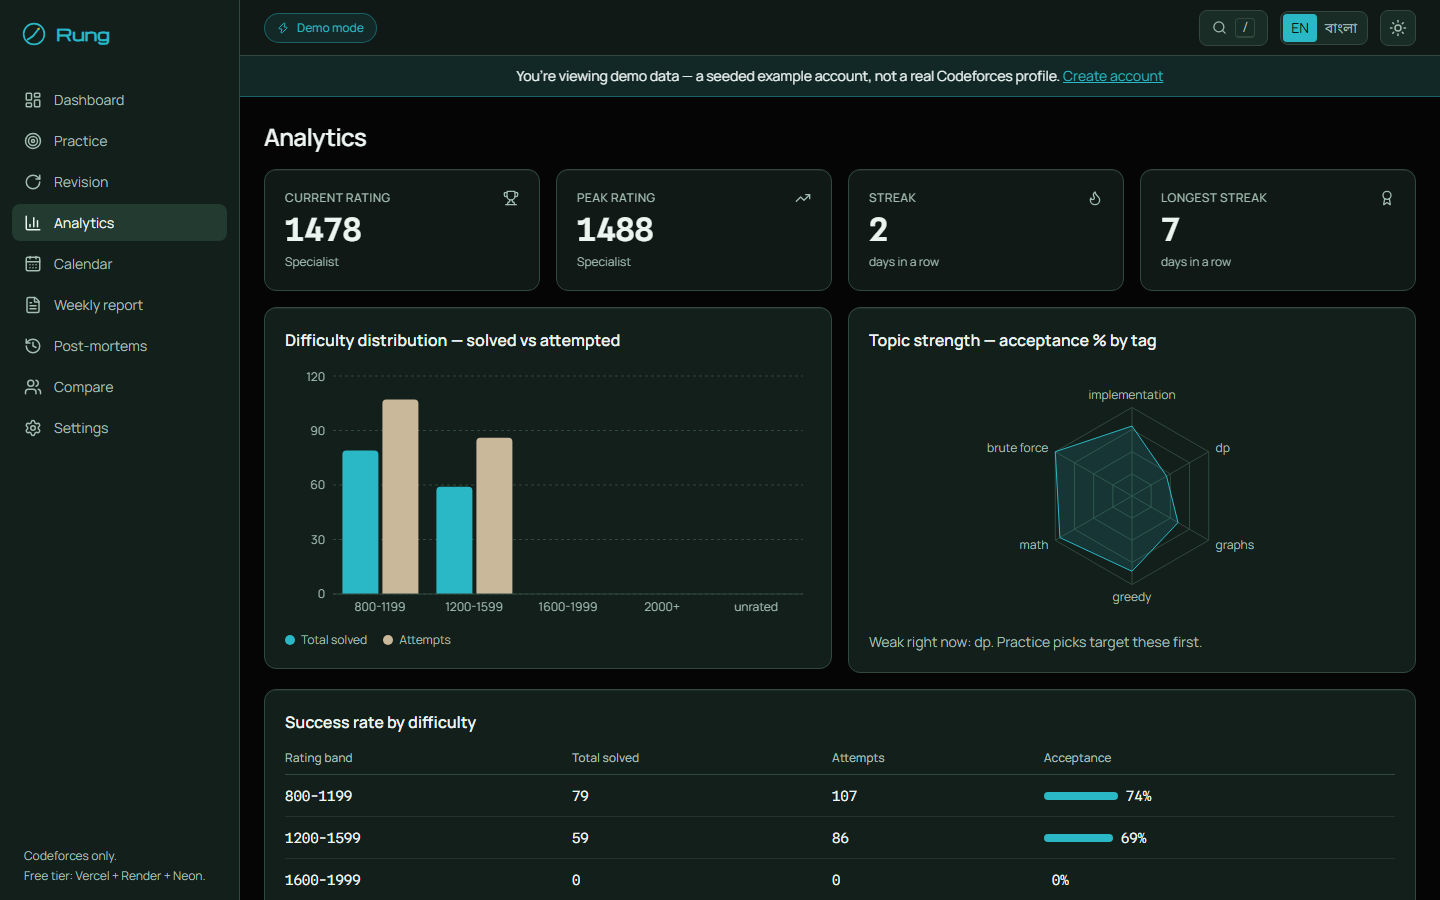 Rung
Dashboard
Practice
Revision
Analytics
Calendar
Weekly report
Post-mortems
Compare
Settings
Codeforces only.
Free tier: Vercel + Render + Neon.
Demo mode
/
EN
বাংলা
You're viewing demo data — a seeded example account, not a real Codeforces profile. Create account
Analytics
CURRENT RATING
1478
Specialist
PEAK RATING
1488
Specialist
STREAK
2
days in a row
LONGEST STREAK
7
days in a row
Difficulty distribution — solved vs attempted
120
90
60
30
0
800-1199 1200-1599 1600-1999 2000+ unrated
Total solved Attempts
Topic strength — acceptance % by tag
implementation
brute force dp
math graphs
greedy
Weak right now: dp. Practice picks target these first.
Success rate by difficulty
Rating band Total solved Attempts Acceptance
800-1199 79 107 74%
1200-1599 59 86 69%
1600-1999 0 0 0%